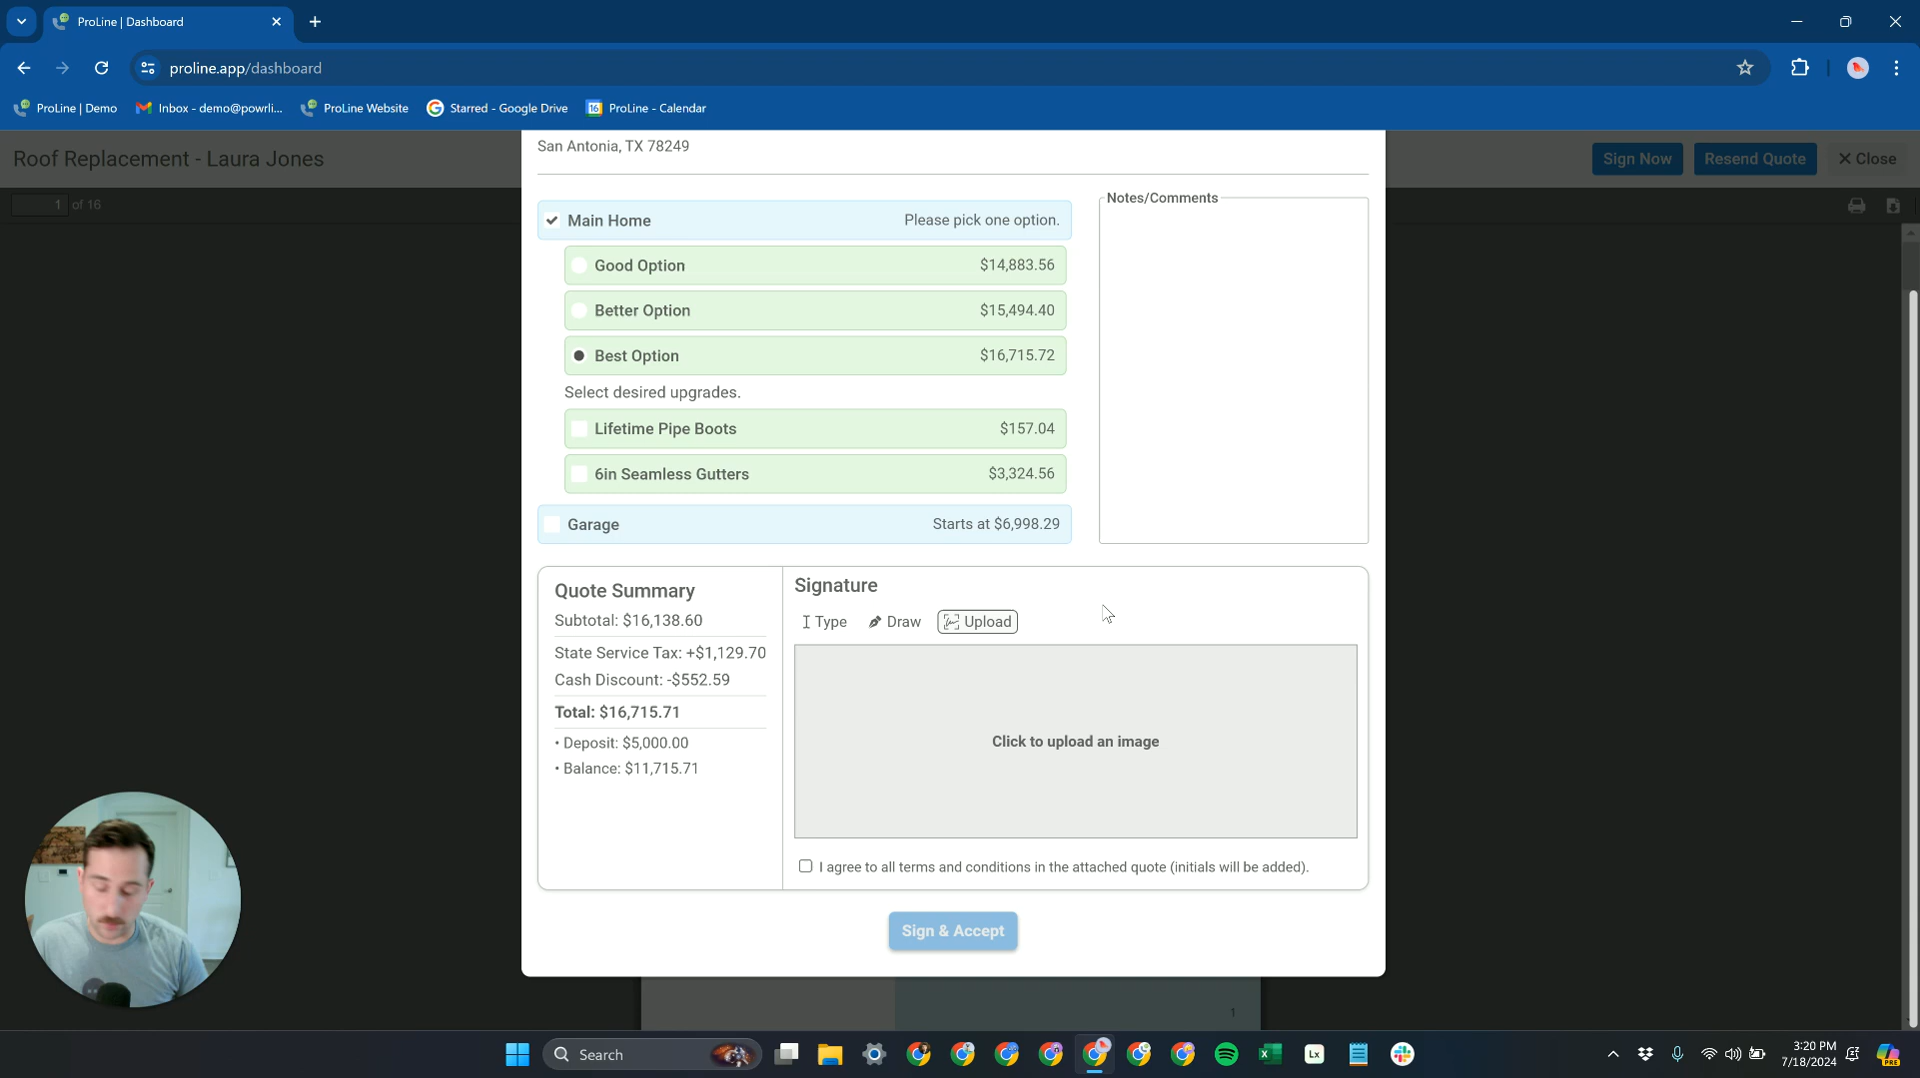 ProLine | Dashboard
proline.app/dashboard
ProLine | Demo
Inbox - demo@powrli...
ProLine Website
Starred - Google Drive
16
ProLine - Calendar
Roof Replacement - Laura Jones
Sign Now
Resend Quote
Close
1 of 16
San Antonia, TX 78249
Main Home
Please pick one option.
Good Option
$14,883.56
Better Option
$15,494.40
Best Option
$16,715.72
Select desired upgrades.
Lifetime Pipe Boots
$157.04
6in Seamless Gutters
$3,324.56
Garage
Starts at $6,998.29
Notes/Comments
Quote Summary
Subtotal: $16,138.60
State Service Tax: +$1,129.70
Cash Discount: -$552.59
Total: $16,715.71
• Deposit: $5,000.00
• Balance: $11,715.71
Signature
Type
Draw
Upload
Click to upload an image
I agree to all terms and conditions in the attached quote (initials will be added).
Sign & Accept
1
Search
Lx
3:20 PM
7/18/2024
PRE